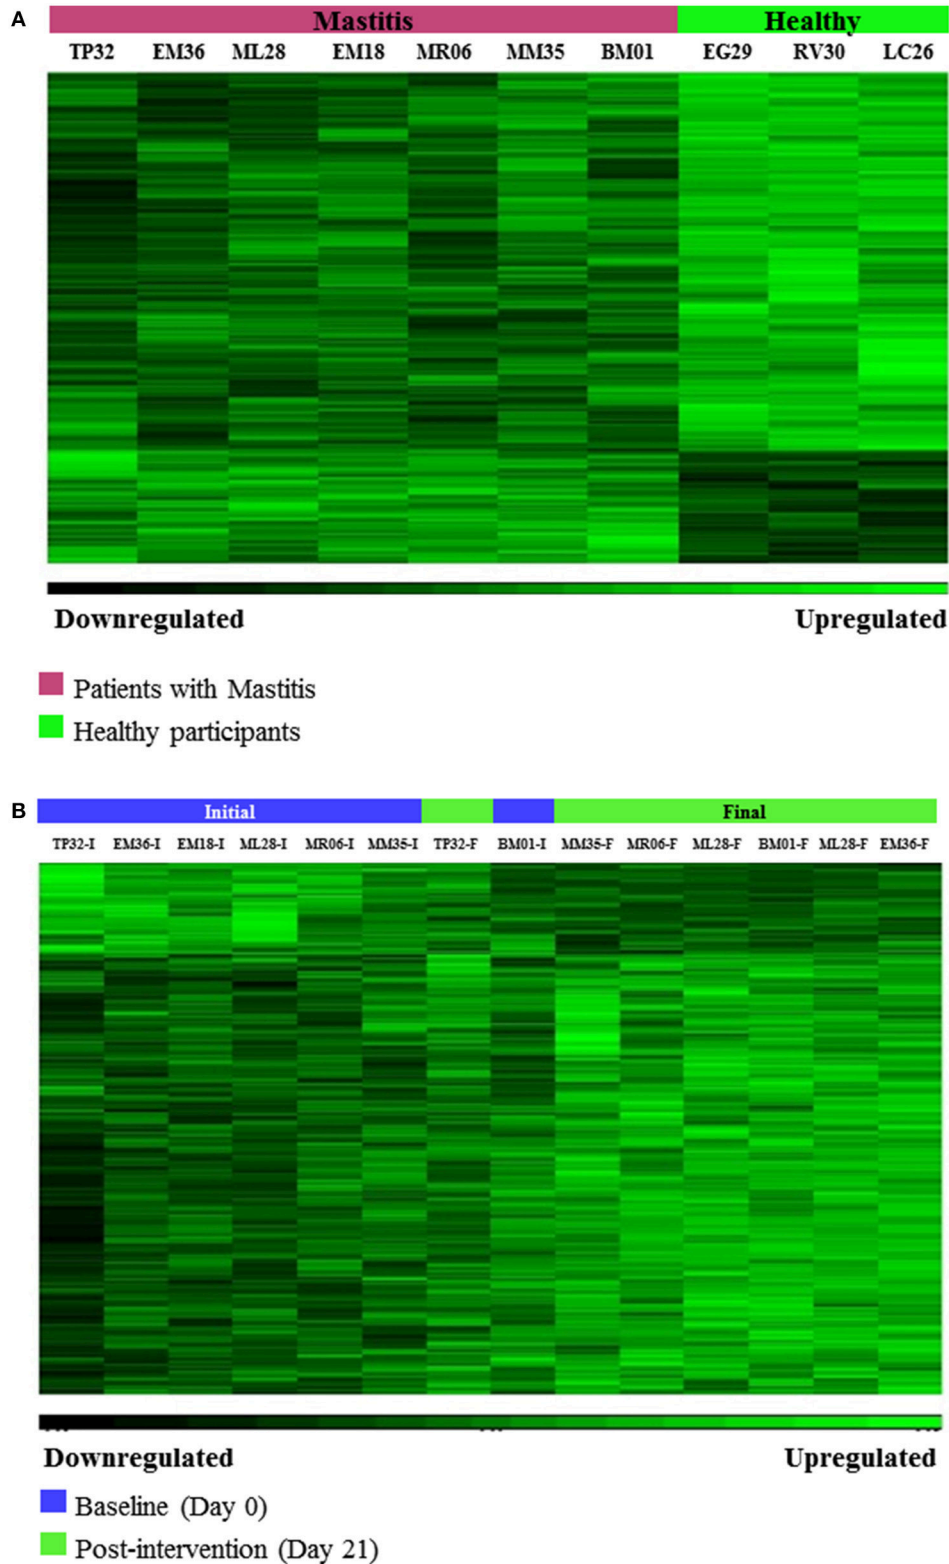 A
Mastitis Healthy
TP32 EM36 ML28 EM18 MR06 MM35 BM01 EG29 RV30 LC26
Downregulated Upregulated
Patients with Mastitis
Healthy participants
B
Initial Final
TP32-I EM36-I EM18-I ML28-I MR06-I MM35-I TP32-F BM01-I MM35-F MR06-F ML28-F BM01-F ML28-F EM36-F
Downregulated Upregulated
Baseline (Day 0)
Post-intervention (Day 21)